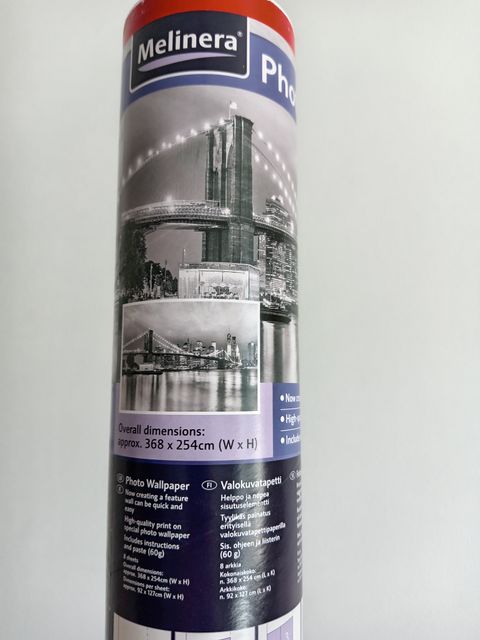 Melinera®
Pho
Overall dimensions:
approx. 368 x 254cm (W x H)
• Now
• High-
• Includ
Photo Wallpaper
Now creating a feature
wall can be quick and
easy
High-quality print on
special photo wallpaper
Includes instructions
and paste (60g)
8 sheets
Overall dimensions:
approx. 368 x 254cm (W x H)
Dimensions per sheet:
approx. 92 x 127cm (W x H)
FI Valokuvatapetti
Helppo ja nopea
sisustuselementti
Tyylikäs painatus
erityisellä
valokuvatapettipaperilla
Sis. ohjeen ja liisterin
(60 g)
8 arkkia
Kokonaiskoko:
n. 368 x 254 cm (L x K)
Arkkikoko:
n. 92 x 127 cm (L x K)